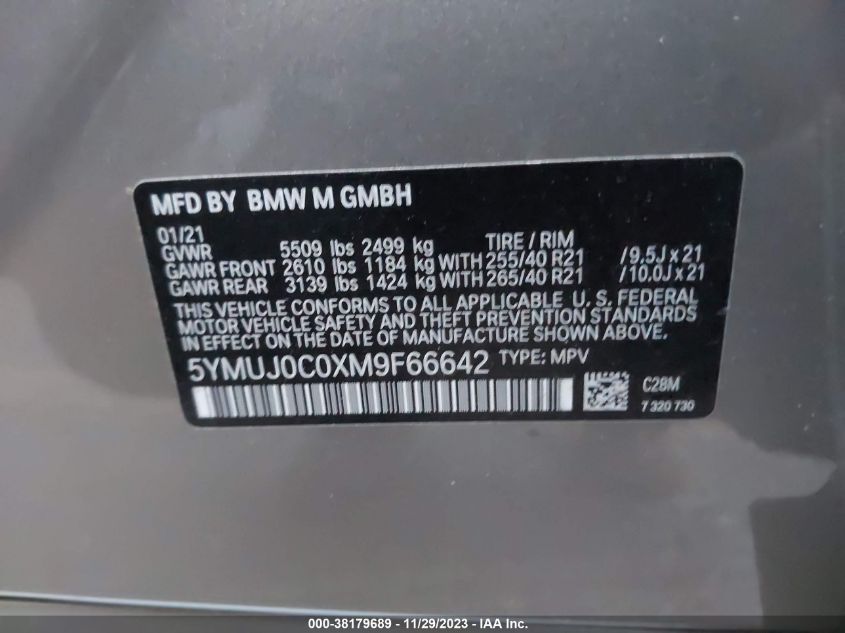 MFD BY BMW M GMBH
01/21 TIRE / RIM
GVWR 5509 lbs 2499 kg
GAWR FRONT 2610 lbs 1184 kg WITH 255/40 R21 / 9.5J x 21
GAWR REAR 3139 lbs 1424 kg WITH 265/40 R21 / 10.0J x 21
THIS VEHICLE CONFORMS TO ALL APPLICABLE U. S. FEDERAL
MOTOR VEHICLE SAFETY AND THEFT PREVENTION STANDARDS
IN EFFECT ON THE DATE OF MANUFACTURE SHOWN ABOVE.
5YMUJ0C0XM9F66642 TYPE: MPV
C28M
7 320 730
000-38179689 - 11/29/2023 - IAA Inc.